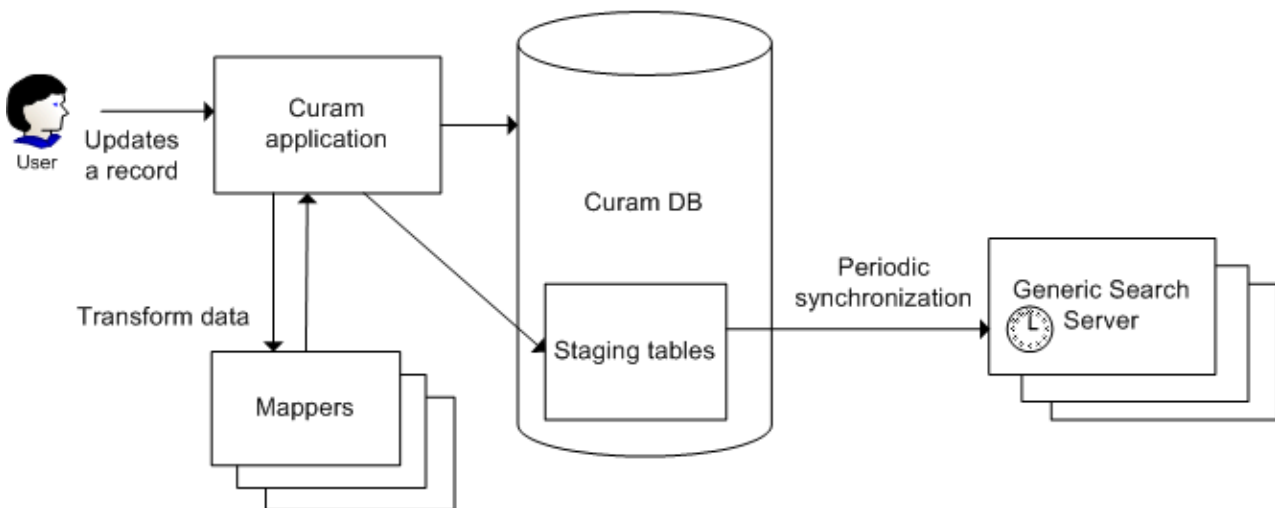 User
Updates
a record
Curam
application
Transform data
Mappers
Curam DB
Staging tables
Periodic
synchronization
Generic Search
Server